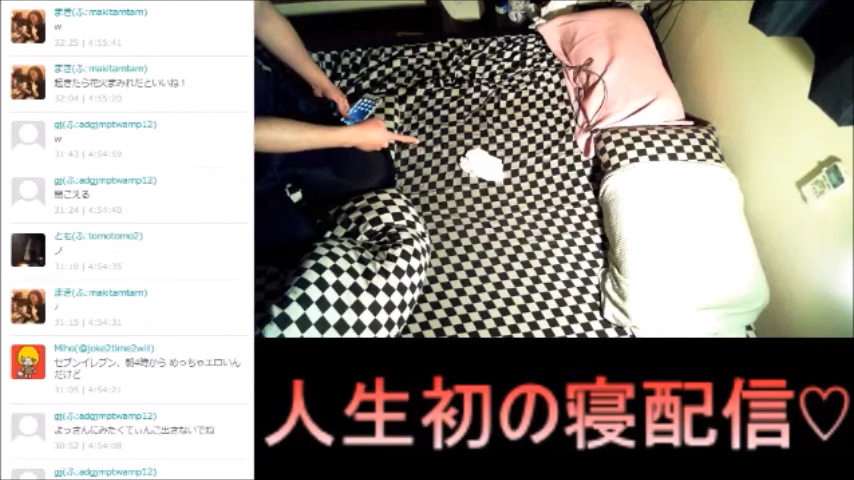 まき(ふ:makitamtam)
w
32:25 | 4:55:41
まき(ふ:makitamtam)
起きたら花火まみれだといいね！
32:04 | 4:55:20
gj(ふ:adgjmptwamp12)
w
31:43 | 4:54:59
gj(ふ:adgjmptwamp12)
聞こえる
31:24 | 4:54:40
とも(ふ:tomotomo2)
ノ
31:19 | 4:54:35
まき(ふ:makitamtam)
ﾉ
31:15 | 4:54:31
Miho(@joke2time2will)
セブンイレブン、朝4時から めっちゃエロいん
だけど
31:05 | 4:54:21
gj(ふ:adgjmptwamp12)
よっさんにみたくてぃんこ出さないでね
30:52 | 4:54:08
gj(ふ:adgjmptwamp12)
人生初の寝配信♡